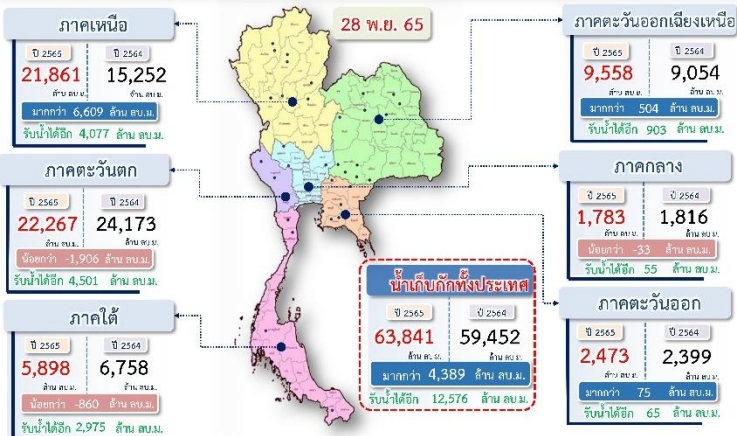 28 พ.ย. 65
ภาคเหนือ
ปี 2565 ปี 2564
21,861 15,252
ล้าน ลบ.ม. ล้าน ลบ.ม.
มากกว่า 6,609 ล้าน ลบ.ม.
รับน้ำได้อีก 4,077 ล้าน ลบ.ม.
ภาคตะวันตก
ปี 2565 ปี 2564
22,267 24,173
ล้าน ลบ.ม. ล้าน ลบ.ม.
น้อยกว่า -1,906 ล้าน ลบ.ม.
รับน้ำได้อีก 4,501 ล้าน ลบ.ม.
ภาคใต้
ปี 2565 ปี 2564
5,898 6,758
ล้าน ลบ.ม. ล้าน ลบ.ม.
น้อยกว่า -860 ล้าน ลบ.ม.
รับน้ำได้อีก 2,975 ล้าน ลบ.ม.
น้ำเก็บกักทั้งประเทศ
ปี 2565 ปี 2564
63,841 59,452
ล้าน ลบ.ม. ล้าน ลบ.ม.
มากกว่า 4,389 ล้าน ลบ.ม.
รับน้ำได้อีก 12,576 ล้าน ลบ.ม.
ภาคตะวันออกเฉียงเหนือ
ปี 2565 ปี 2564
9,558 9,054
ล้าน ลบ.ม. ล้าน ลบ.ม.
มากกว่า 504 ล้าน ลบ.ม.
รับน้ำได้อีก 903 ล้าน ลบ.ม.
ภาคกลาง
ปี 2565 ปี 2564
1,783 1,816
ล้าน ลบ.ม. ล้าน ลบ.ม.
น้อยกว่า -33 ล้าน ลบ.ม.
รับน้ำได้อีก 55 ล้าน ลบ.ม.
ภาคตะวันออก
ปี 2565 ปี 2564
2,473 2,399
ล้าน ลบ.ม. ล้าน ลบ.ม.
มากกว่า 75 ล้าน ลบ.ม.
รับน้ำได้อีก 65 ล้าน ลบ.ม.